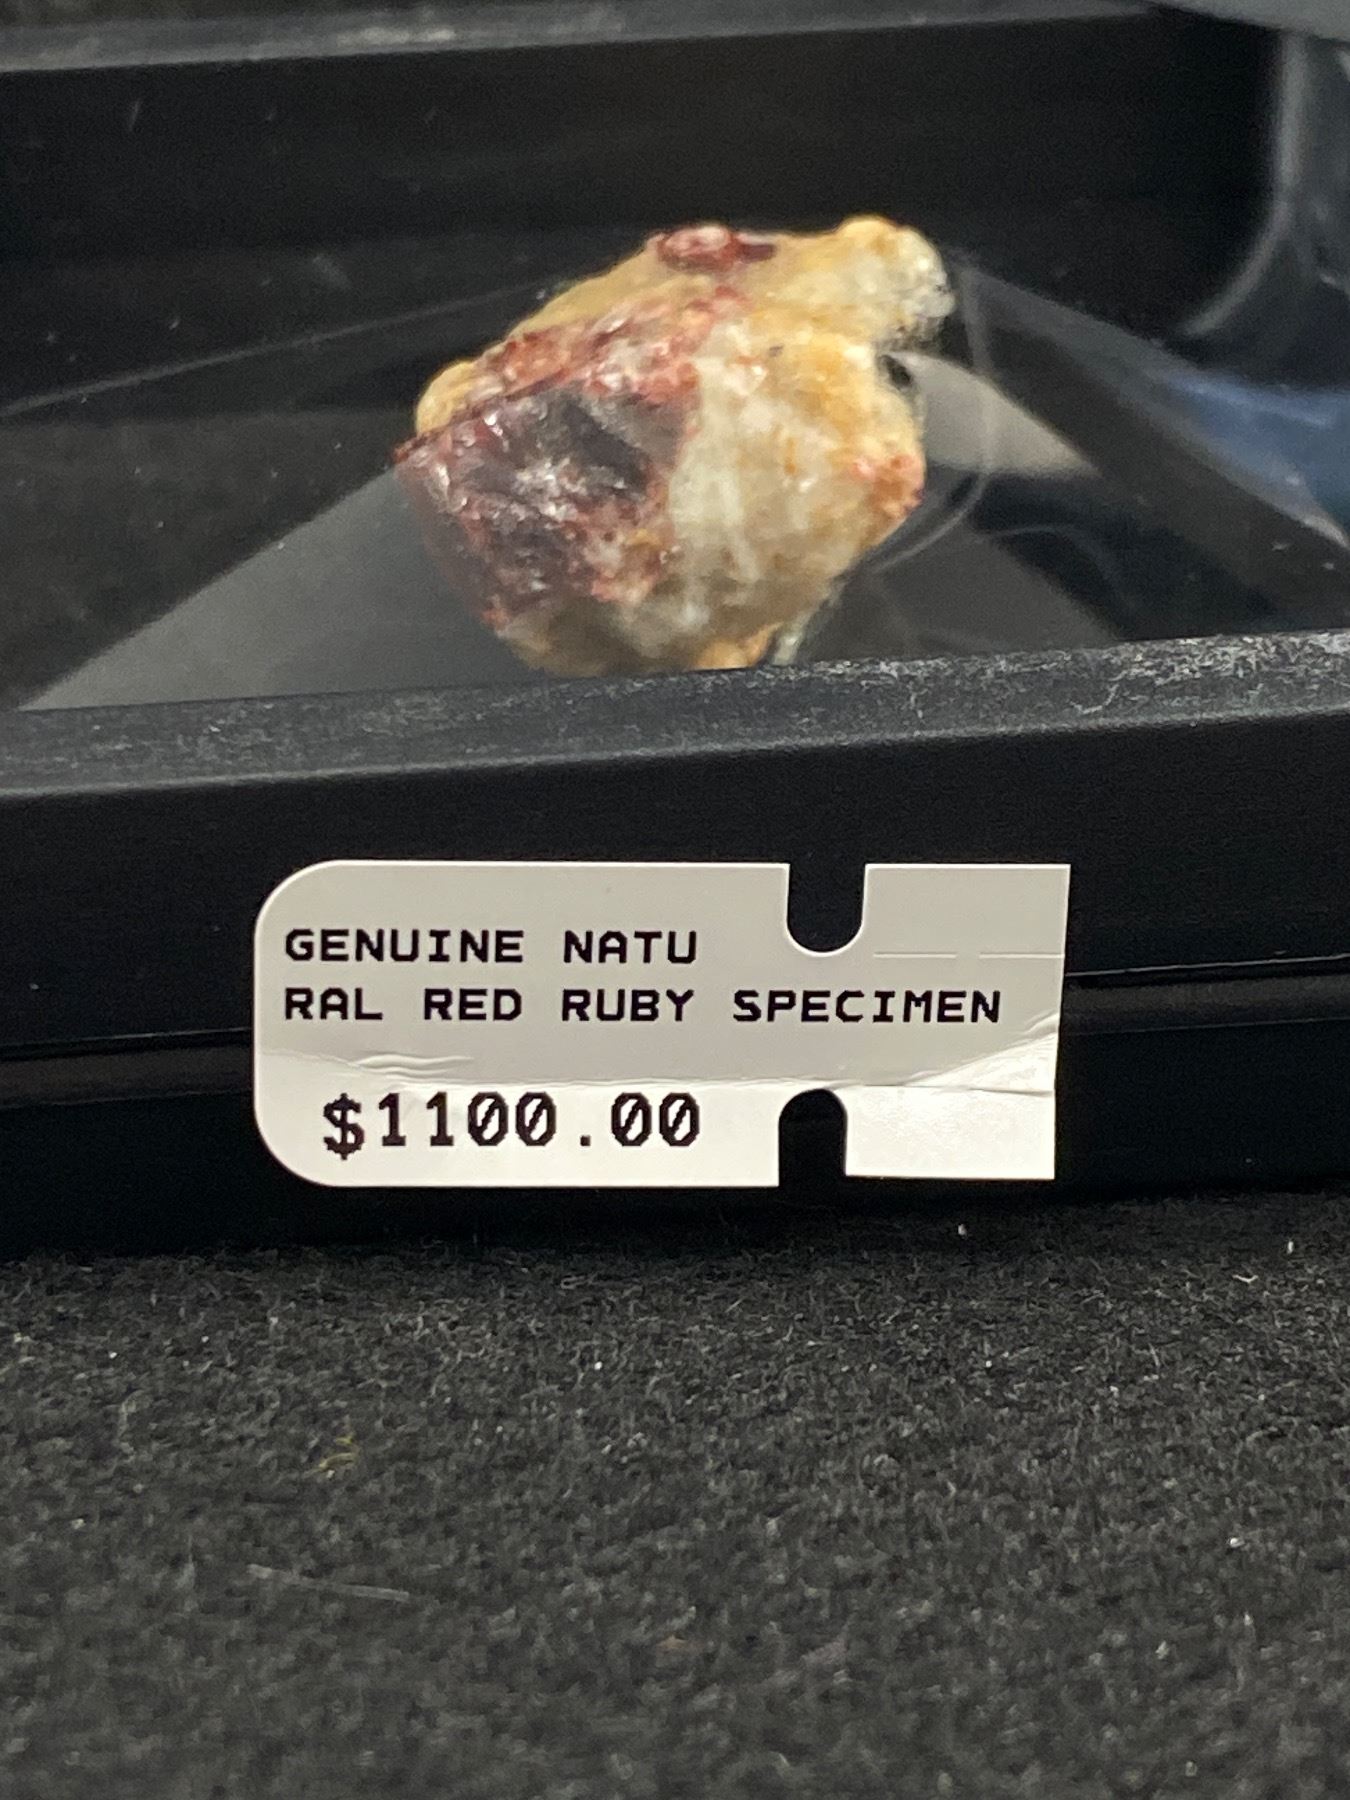 GENUINE NATU
RAL RED RUBY SPECIMEN
$1100.00